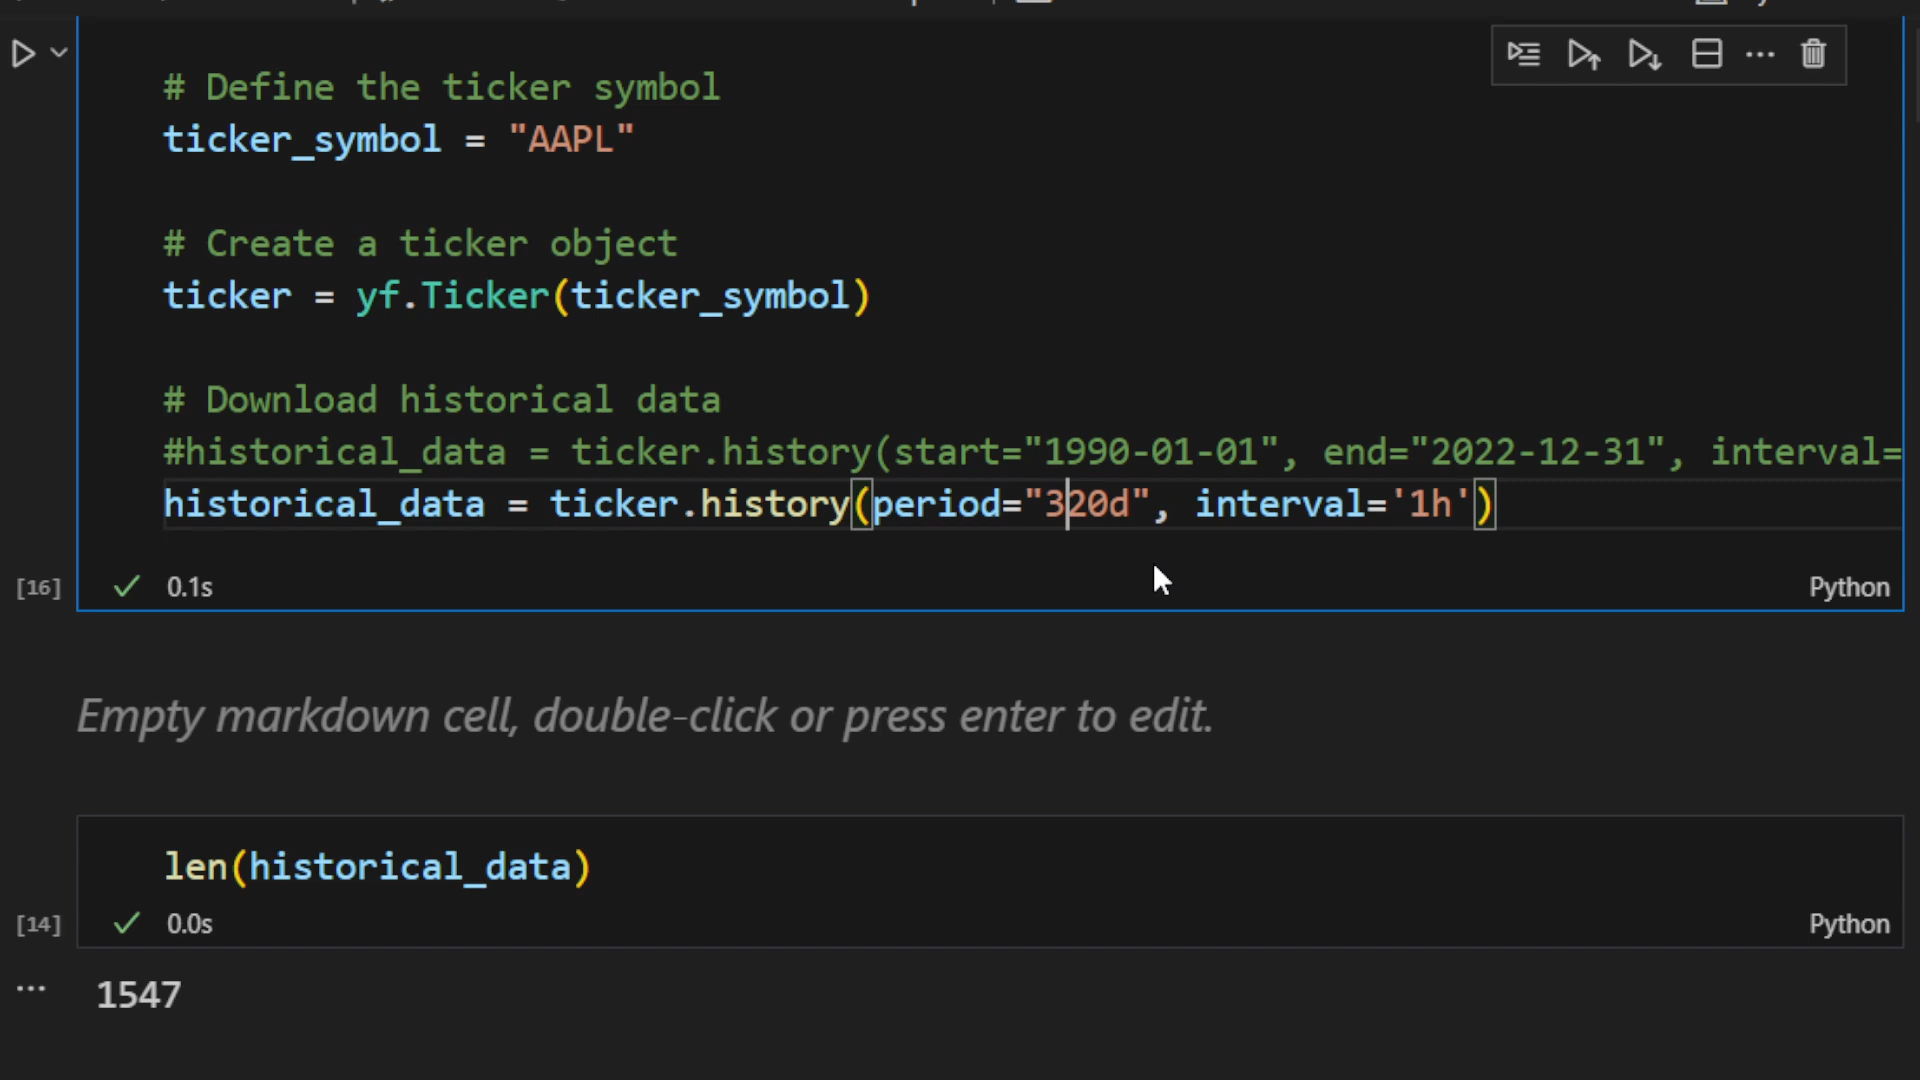 # Define the ticker symbol
ticker_symbol = "AAPL"
# Create a ticker object
ticker = yf.Ticker(ticker_symbol)
# Download historical data
#historical_data = ticker.history(start="1990-01-01", end="2022-12-31", interval=
historical_data = ticker.history(period="320d", interval='1h')
[16] 0.1s Python
Empty markdown cell, double-click or press enter to edit.
len(historical_data)
[14] 0.0s Python
... 1547